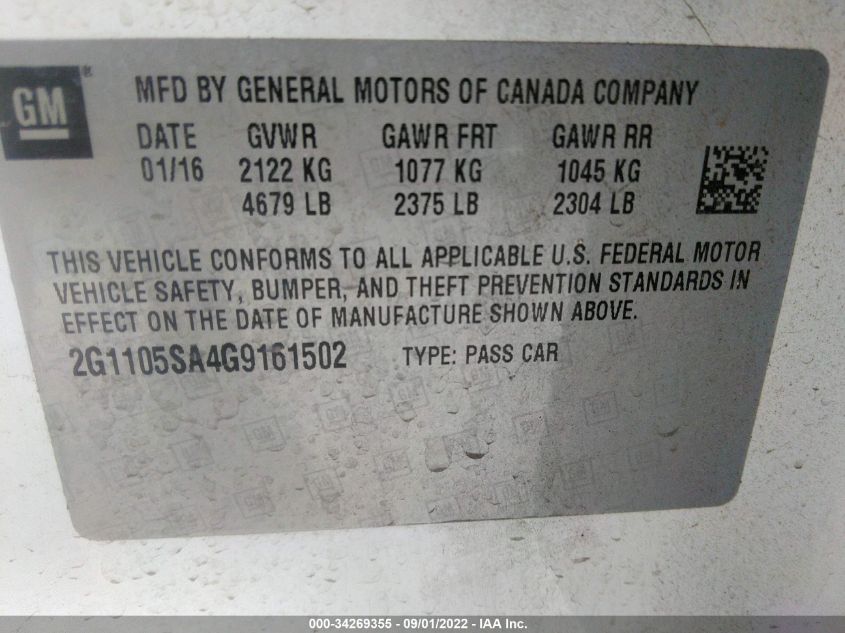 GM ®
MFD BY GENERAL MOTORS OF CANADA COMPANY
DATE GVWR GAWR FRT GAWR RR
01/16 2122 KG 1077 KG 1045 KG
4679 LB 2375 LB 2304 LB
THIS VEHICLE CONFORMS TO ALL APPLICABLE U.S. FEDERAL MOTOR
VEHICLE SAFETY, BUMPER, AND THEFT PREVENTION STANDARDS IN
EFFECT ON THE DATE OF MANUFACTURE SHOWN ABOVE.
2G1105SA4G9161502 TYPE: PASS CAR
000-34269355 - 09/01/2022 - IAA Inc.